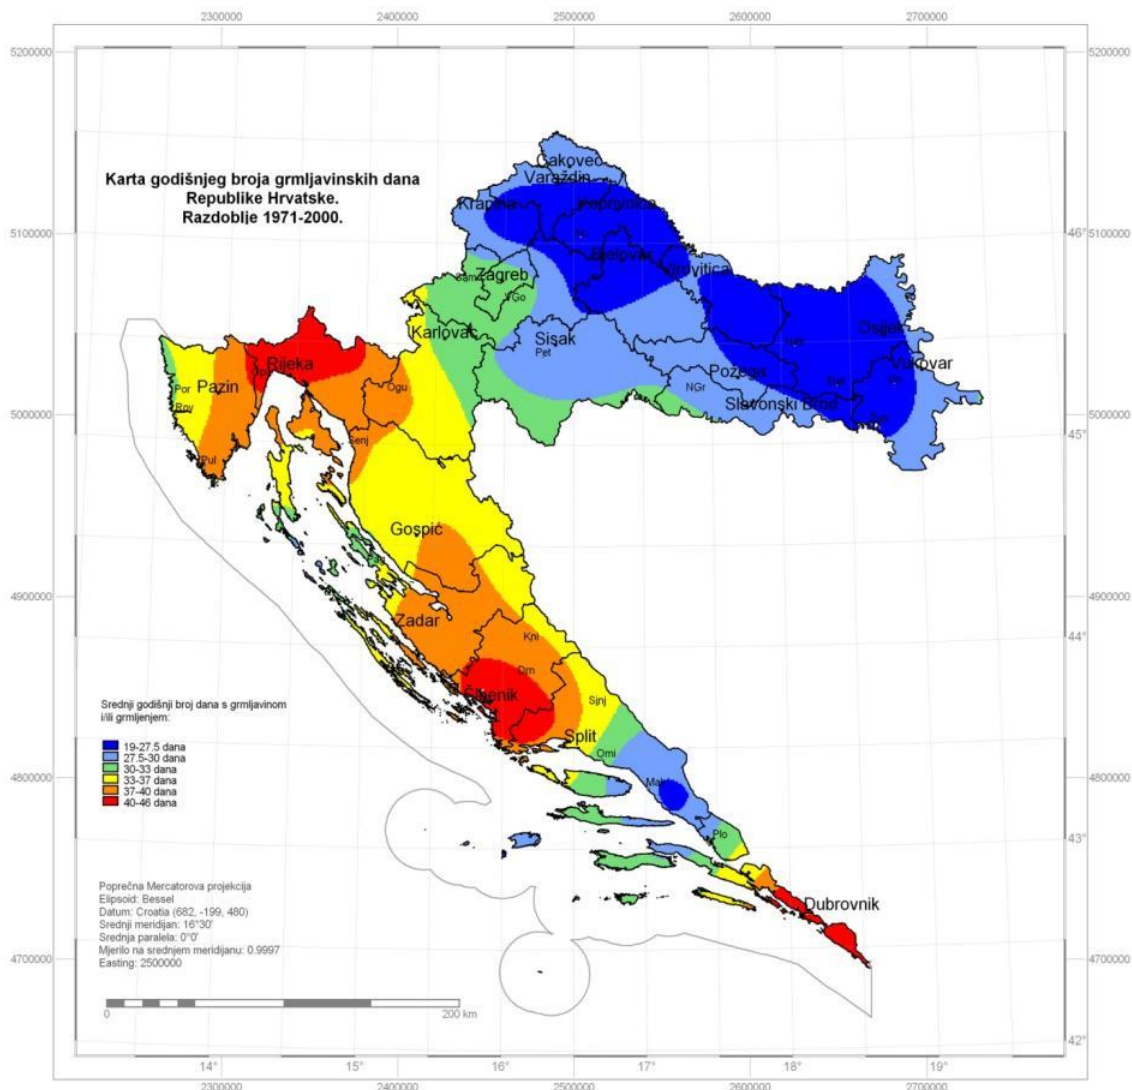 2300000 2400000 2500000 2600000 2700000
5200000 5200000
Karta godišnjeg broja grmljavinskih dana
Republike Hrvatske.
Razdoblje 1971-2000.
Čakovec
Varaždin
Krapina
Koprivnica
5100000 46° 5100000
Bjelovar
Virovitica
Zagreb
Sam
VGo
Karlovac
Sisak
Pet
Osijek
Vukovar
Rijeka
Pazin
Opa
Ogu
Por
Rov
Požega
NGr
Slavonski Brod
5000000 5000000
45°
Senj
Pul
Gospić
4900000 4900000
Zadar
44°
Kni
Drn
Šibenik
Sinj
Split
Omi
Srednji godišnji broj dana s grmljavinom
i/ili grmljenjem:
19-27.5 dana
27.5-30 dana
30-33 dana
33-37 dana
37-40 dana
40-46 dana
4800000 4800000
Mak
Plo
43°
Dubrovnik
Poprečna Mercatorova projekcija
Elipsoid: Bessel
Datum: Croatia (682, -199, 480)
Srednji meridijan: 16°30'
Srednja paralela: 0°0'
Mjerilo na srednjem meridijanu: 0.9997
Easting: 2500000
4700000 4700000
0 200 km
42°
14° 15° 16° 17° 18° 19°
2300000 2400000 2500000 2600000 2700000